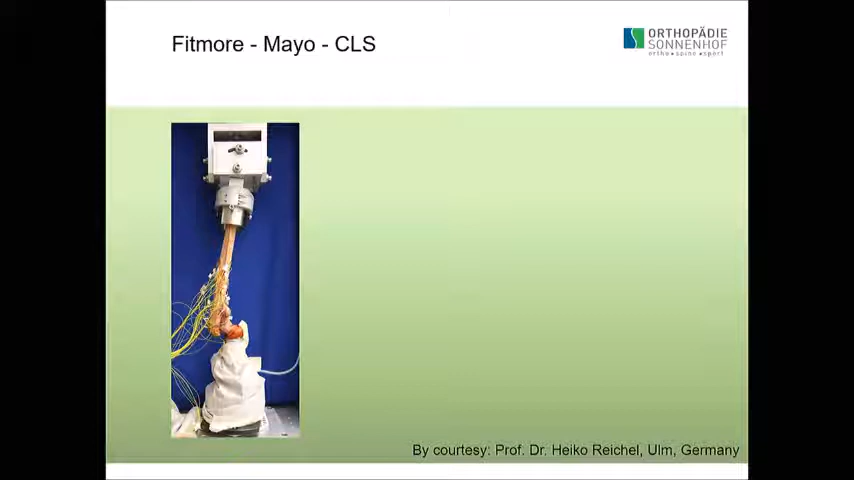 Fitmore - Mayo - CLS
ORTHOPÄDIE
SONNENHOF
ortho • spine • sport
By courtesy: Prof. Dr. Heiko Reichel, Ulm, Germany